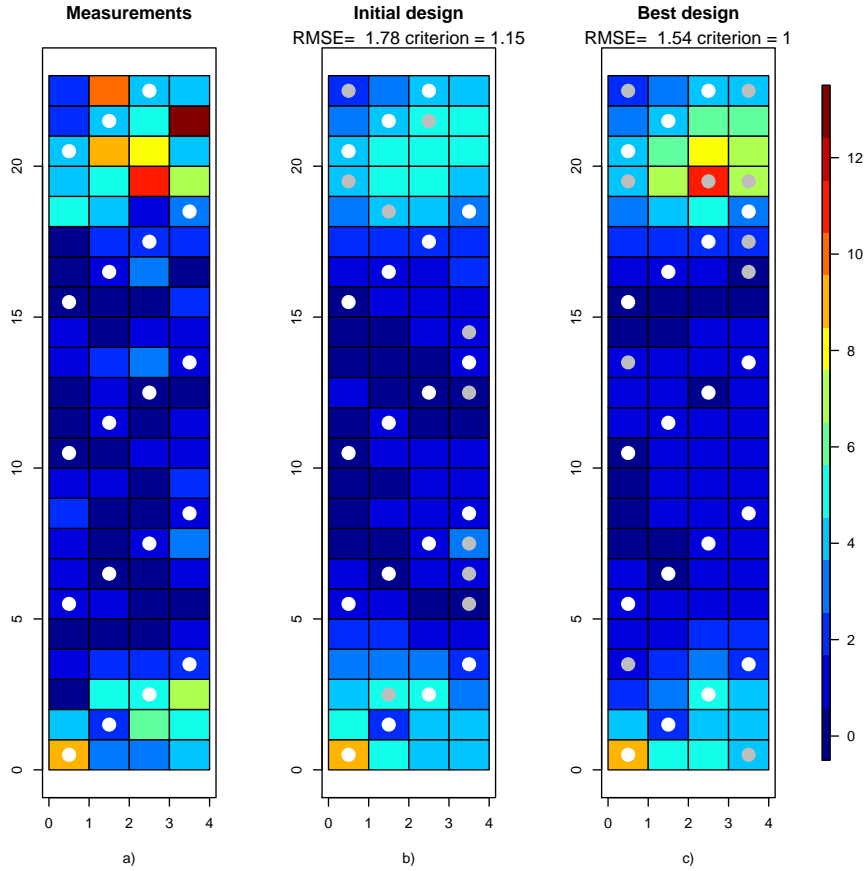 Measurements
Initial design
Best design
RMSE=  1.78 criterion = 1.15
RMSE=  1.54 criterion = 1
20
15
10
5
0
0 1 2 3 4
a)
20
15
10
5
0
0 1 2 3 4
b)
20
15
10
5
0
0 1 2 3 4
c)
12
10
8
6
4
2
0